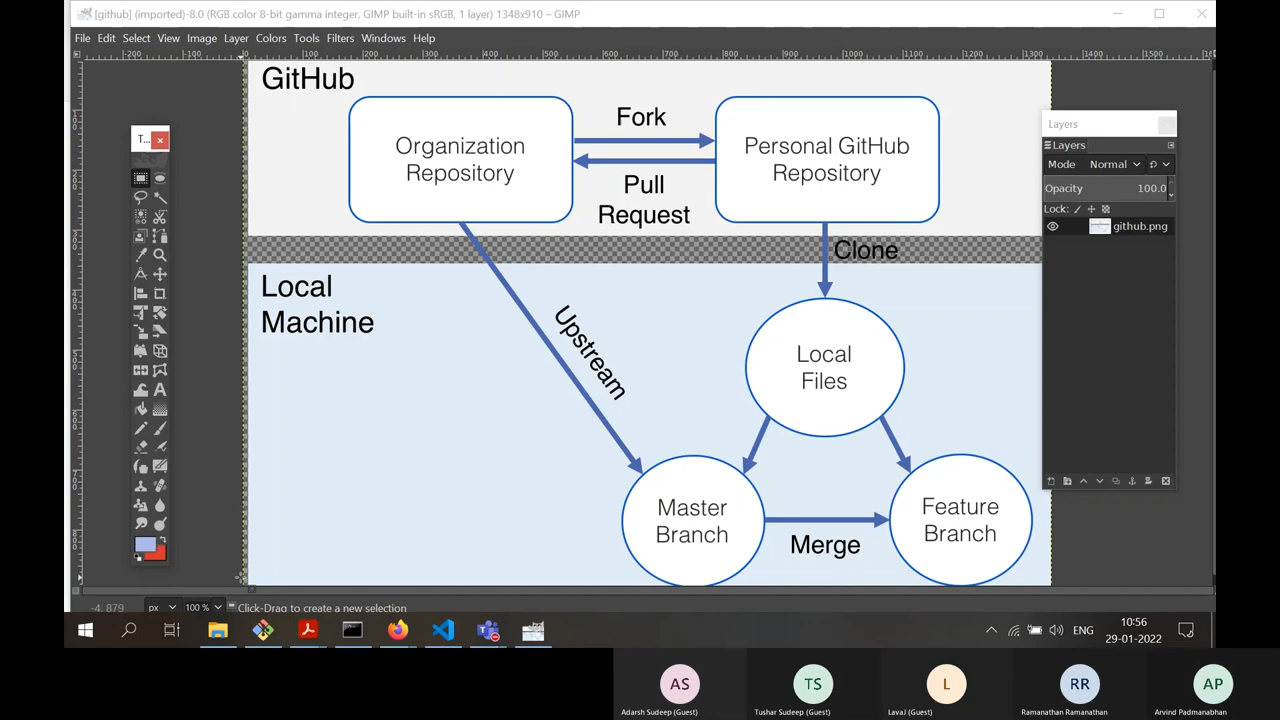 [github] (imported)-8.0 (RGB color 8-bit gamma integer, GIMP built-in sRGB, 1 layer) 1348x910 – GIMP
File Edit Select View Image Layer Colors Tools Filters Windows Help
GitHub
Fork
Organization
Repository
Personal GitHub
Repository
Pull
Request
Clone
Local
Machine
Upstream
Local
Files
Master
Branch
Feature
Branch
Merge
T...
Layers
Layers
Mode Normal
Opacity 100.0
Lock:
github.png
-4, 879 px 100 % Click-Drag to create a new selection
ENG
10:56
29-01-2022
AS
TS
L
RR
AP
Adarsh Sudeep (Guest)
Tushar Sudeep (Guest)
LavaJ (Guest)
Ramanathan Ramanathan
Arvind Padmanabhan